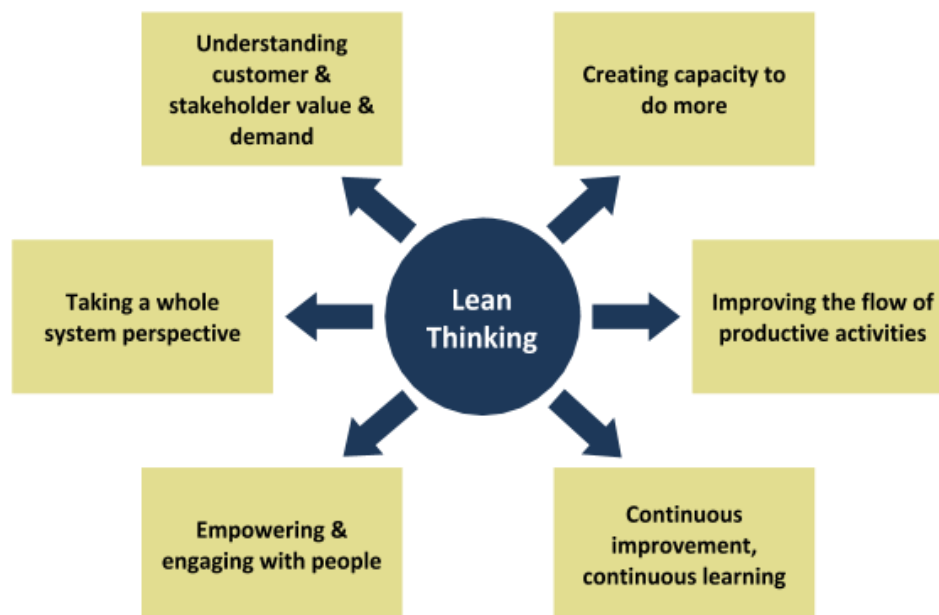 Understanding
customer &
stakeholder value &
demand
Creating capacity to
do more
Taking a whole
system perspective
Lean
Thinking
Improving the flow of
productive activities
Empowering &
engaging with people
Continuous
improvement,
continuous learning